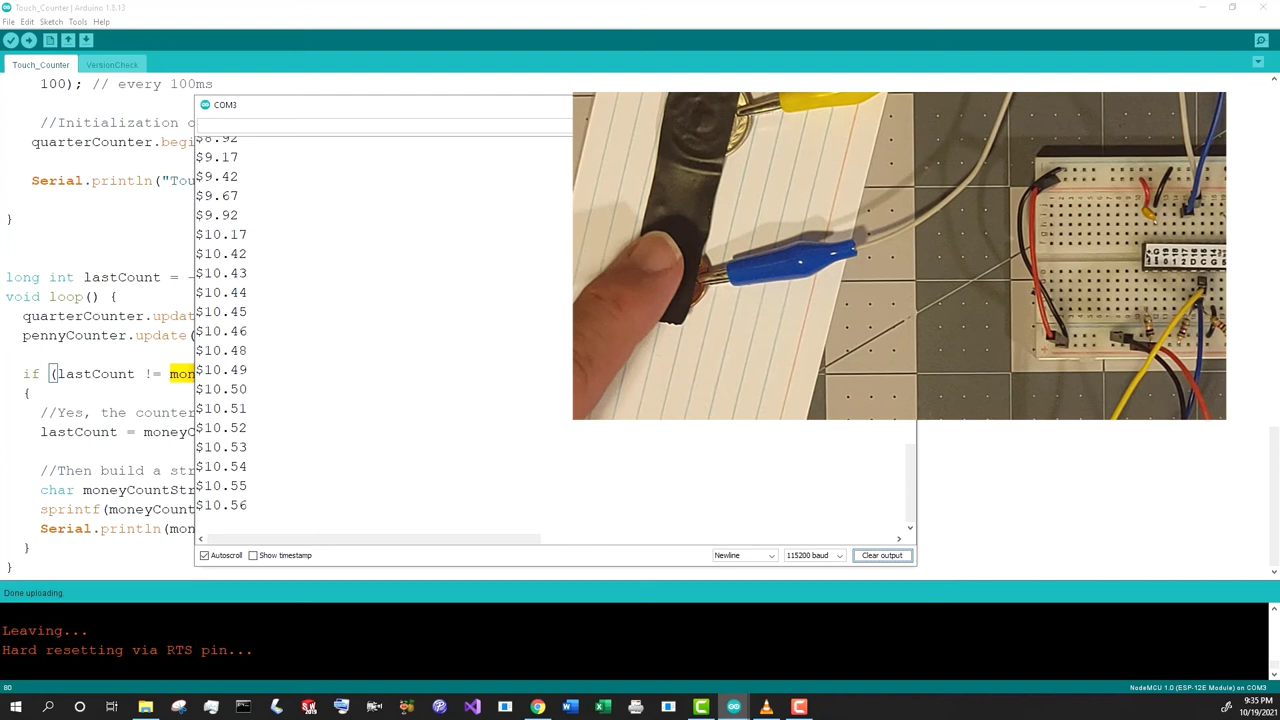 Touch_Counter | Arduino 1.8.13
File Edit Sketch Tools Help
Touch_Counter VersionCheck
100); // every 100ms
//Initialization
quarterCounter.begi
Serial.println("Tou
}
long int lastCount =
void loop() {
quarterCounter.updat
pennyCounter.update(
if (lastCount != mon
{
//Yes, the counter
lastCount = moneyC
//Then build a str
char moneyCountStr
sprintf(moneyCount
Serial.println(mon
}
}
COM3
$8.92
$9.17
$9.42
$9.67
$9.92
$10.17
$10.42
$10.43
$10.44
$10.45
$10.46
$10.48
$10.49
$10.50
$10.51
$10.52
$10.53
$10.54
$10.55
$10.56
Autoscroll Show timestamp Newline 115200 baud Clear output
Done uploading.
Leaving...
Hard resetting via RTS pin...
80 NodeMCU 1.0 (ESP-12E Module) on COM3
9:35 PM
10/19/2021